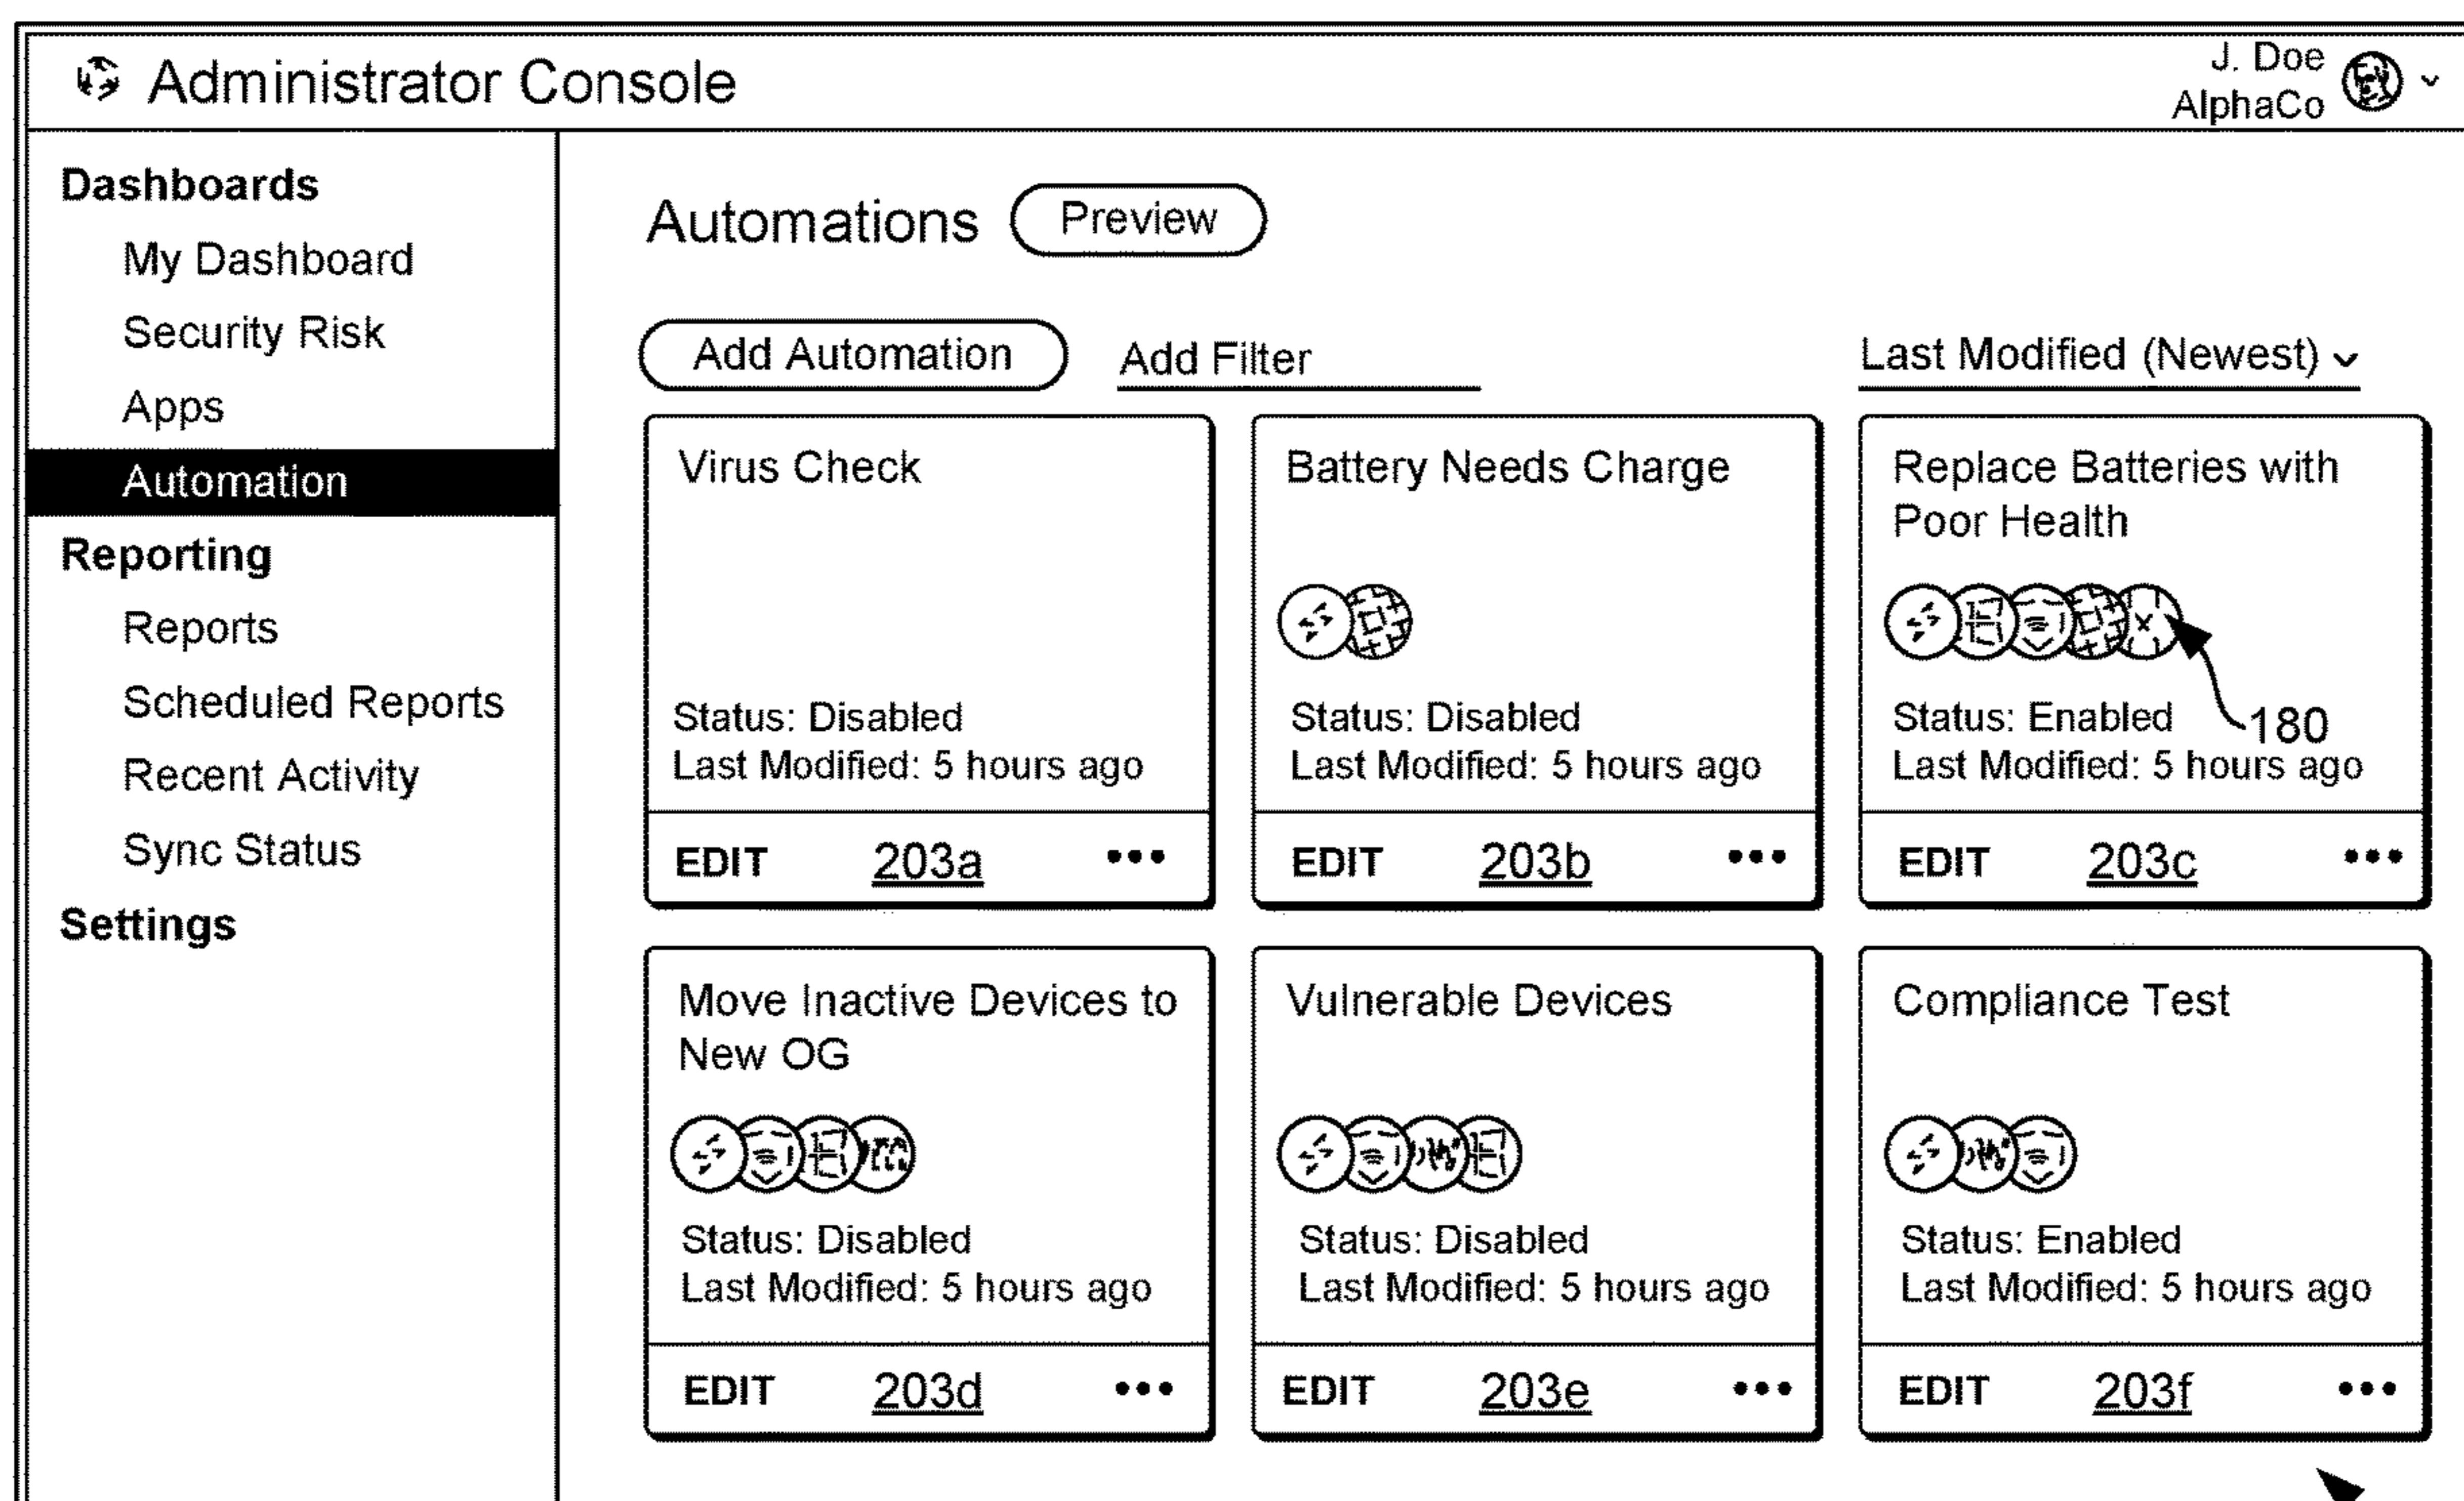 Administrator Console
J. Doe
AlphaCo
Dashboards
My Dashboard
Security Risk
Apps
Automation
Reporting
Reports
Scheduled Reports
Recent Activity
Sync Status
Settings
Automations
Preview
Add Automation
Add Filter
Last Modified (Newest)
Virus Check
Status: Disabled
Last Modified: 5 hours ago
EDIT 203a •••
Battery Needs Charge
Status: Disabled
Last Modified: 5 hours ago
EDIT 203b •••
Replace Batteries with
Poor Health
180
Status: Enabled
Last Modified: 5 hours ago
EDIT 203c •••
Move Inactive Devices to
New OG
Status: Disabled
Last Modified: 5 hours ago
EDIT 203d •••
Vulnerable Devices
Status: Disabled
Last Modified: 5 hours ago
EDIT 203e •••
Compliance Test
Status: Enabled
Last Modified: 5 hours ago
EDIT 203f •••